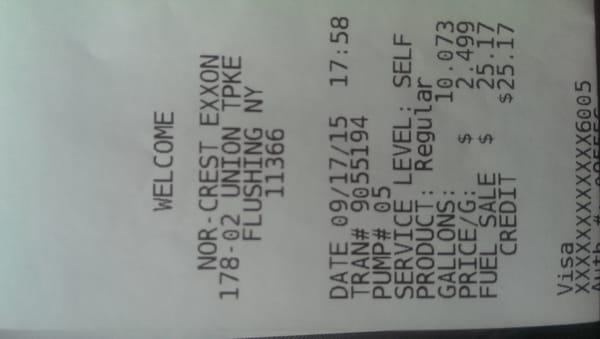 WELCOME
NOR-CREST EXXON
178-02 UNION TPKE
FLUSHING NY
11366
DATE 09/17/15 17:58
TRAN# 9055194
PUMP# 05
SERVICE LEVEL: SELF
PRODUCT: Regular
GALLONS: 10.073
PRICE/G: $ 2.499
FUEL SALE $ 25.17
CREDIT $25.17
Visa
XXXXXXXXXXXX6005
Auth #: